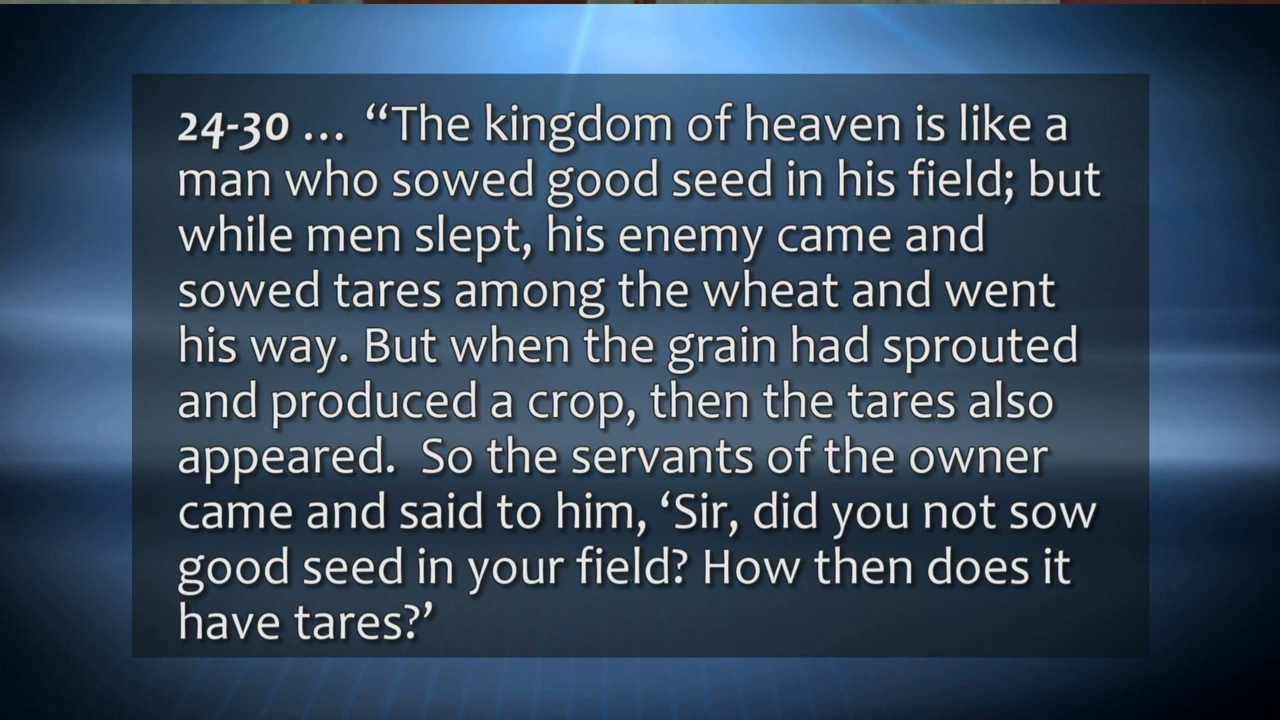 24-30 ... “The kingdom of heaven is like a
man who sowed good seed in his field; but
while men slept, his enemy came and
sowed tares among the wheat and went
his way. But when the grain had sprouted
and produced a crop, then the tares also
appeared.  So the servants of the owner
came and said to him, ‘Sir, did you not sow
good seed in your field? How then does it
have tares?’